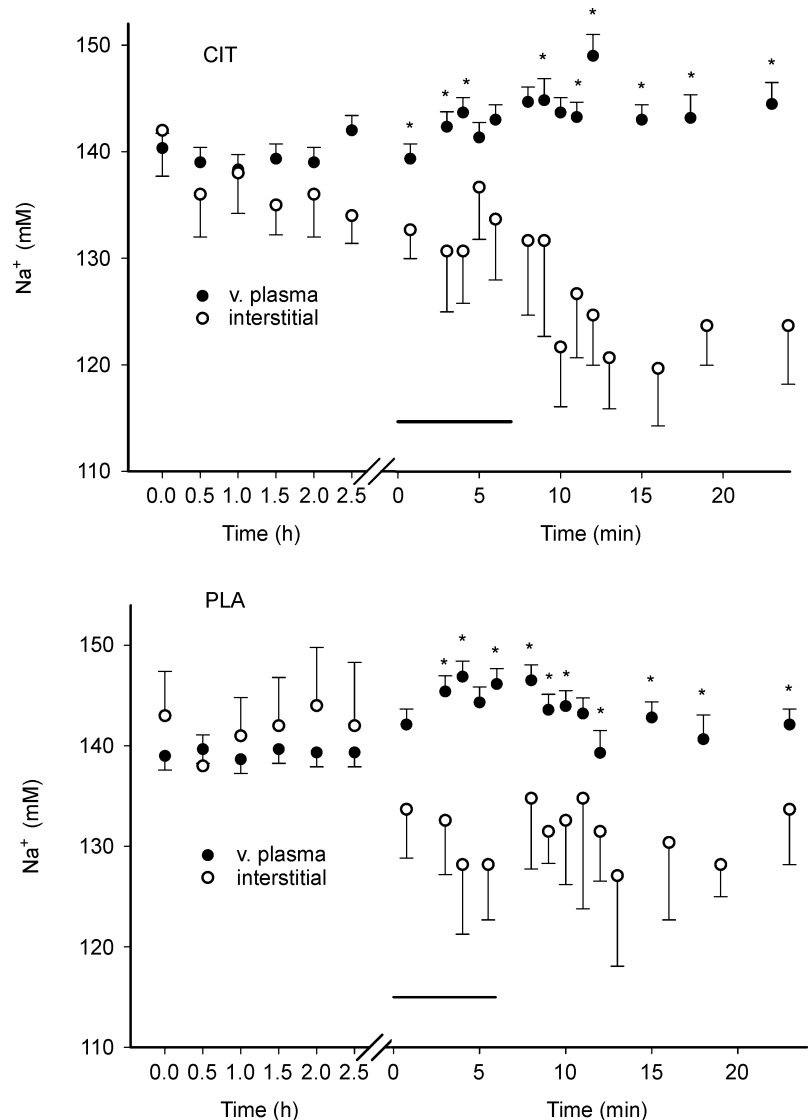 CIT
150
140
130
120
110
Na+ (mM)
v. plasma
interstitial
0.0 0.5 1.0 1.5 2.0 2.5 0 5 10 15 20
Time (h) Time (min)
* * * * * * * * *
PLA
150
140
130
120
110
Na+ (mM)
v. plasma
interstitial
0.0 0.5 1.0 1.5 2.0 2.5 0 5 10 15 20
Time (h) Time (min)
* * * * * * * * * *